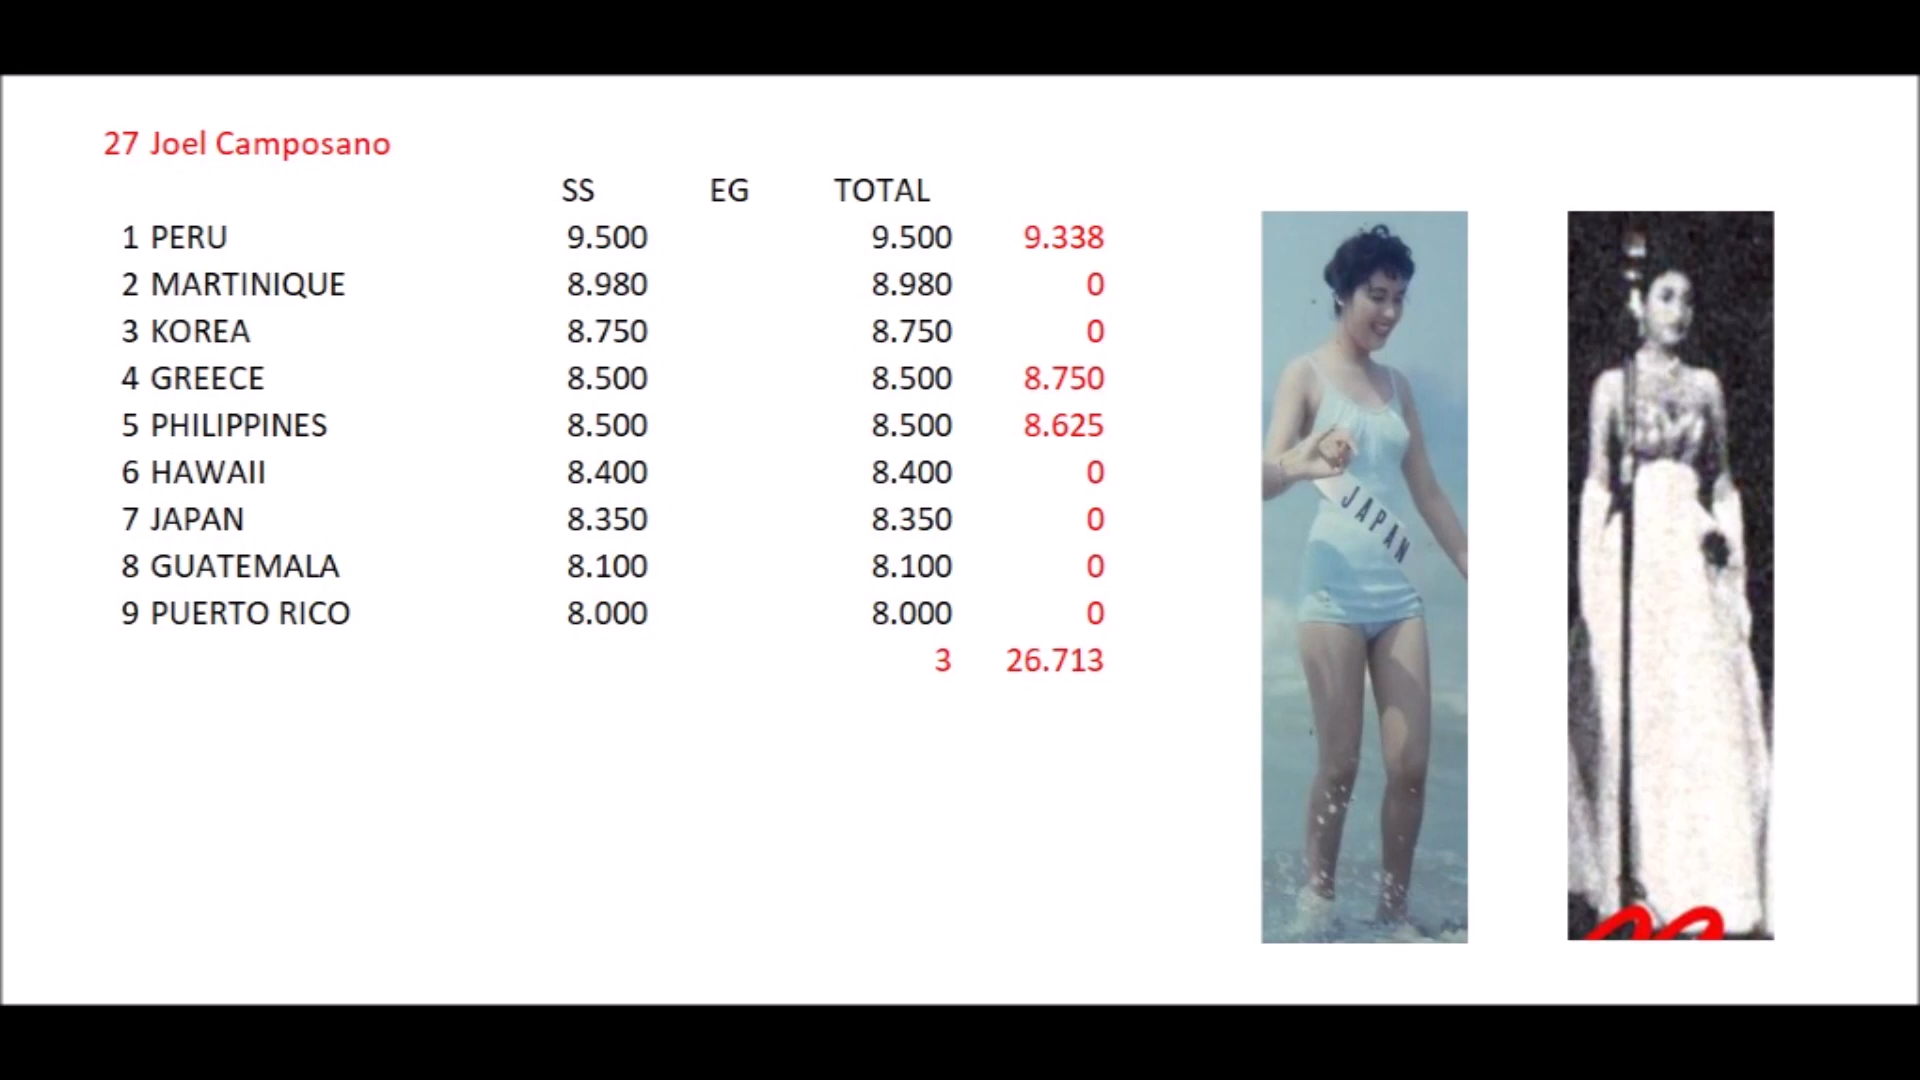 27 Joel Camposano
SS EG TOTAL
1 PERU 9.500 9.500 9.338
2 MARTINIQUE 8.980 8.980 0
3 KOREA 8.750 8.750 0
4 GREECE 8.500 8.500 8.750
5 PHILIPPINES 8.500 8.500 8.625
6 HAWAII 8.400 8.400 0
7 JAPAN 8.350 8.350 0
8 GUATEMALA 8.100 8.100 0
9 PUERTO RICO 8.000 8.000 0
3 26.713
JAPAN